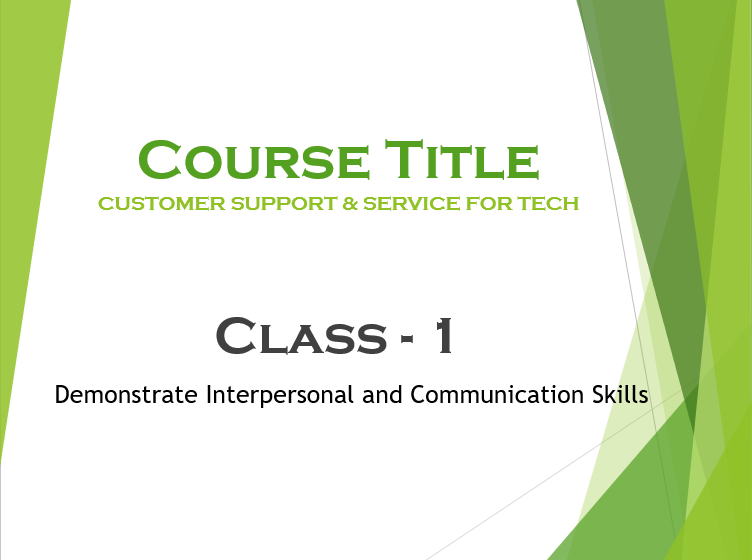 Course Title
CUSTOMER SUPPORT & SERVICE FOR TECH
Class - 1
Demonstrate Interpersonal and Communication Skills